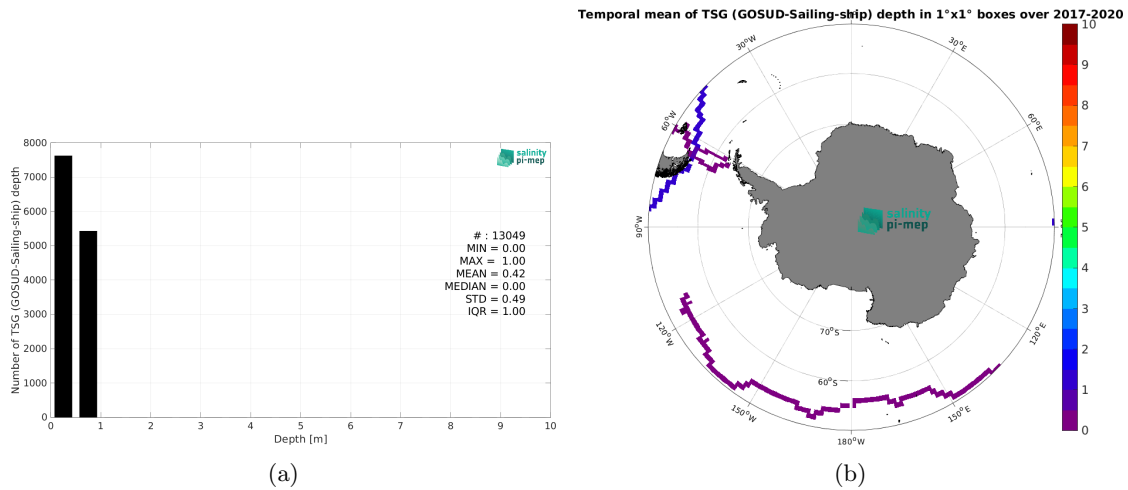 Number of TSG (GOSUD-Sailing-ship) depth
8000
7000
6000
5000
4000
3000
2000
1000
0
salinity
pi-mep
# : 13049
MIN = 0.00
MAX = 1.00
MEAN = 0.42
MEDIAN = 0.00
STD = 0.49
IQR = 1.00
0 1 2 3 4 5 6 7 8 9 10
Depth [m]
(a)
Temporal mean of TSG (GOSUD-Sailing-ship) depth in 1°x1° boxes over 2017-2020
30°W
30°E
60°W
60°E
90°W
120°W
120°E
150°W
150°E
180°W
70°S
60°S
salinity
pi-mep
10
9
8
7
6
5
4
3
2
1
0
(b)